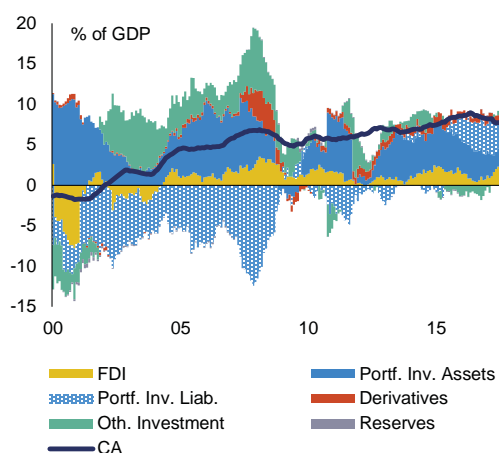 20
% of GDP
15
10
5
0
-5
-10
-15
00 05 10 15
FDI Portf. Inv. Assets
Portf. Inv. Liab. Derivatives
Oth. Investment Reserves
CA